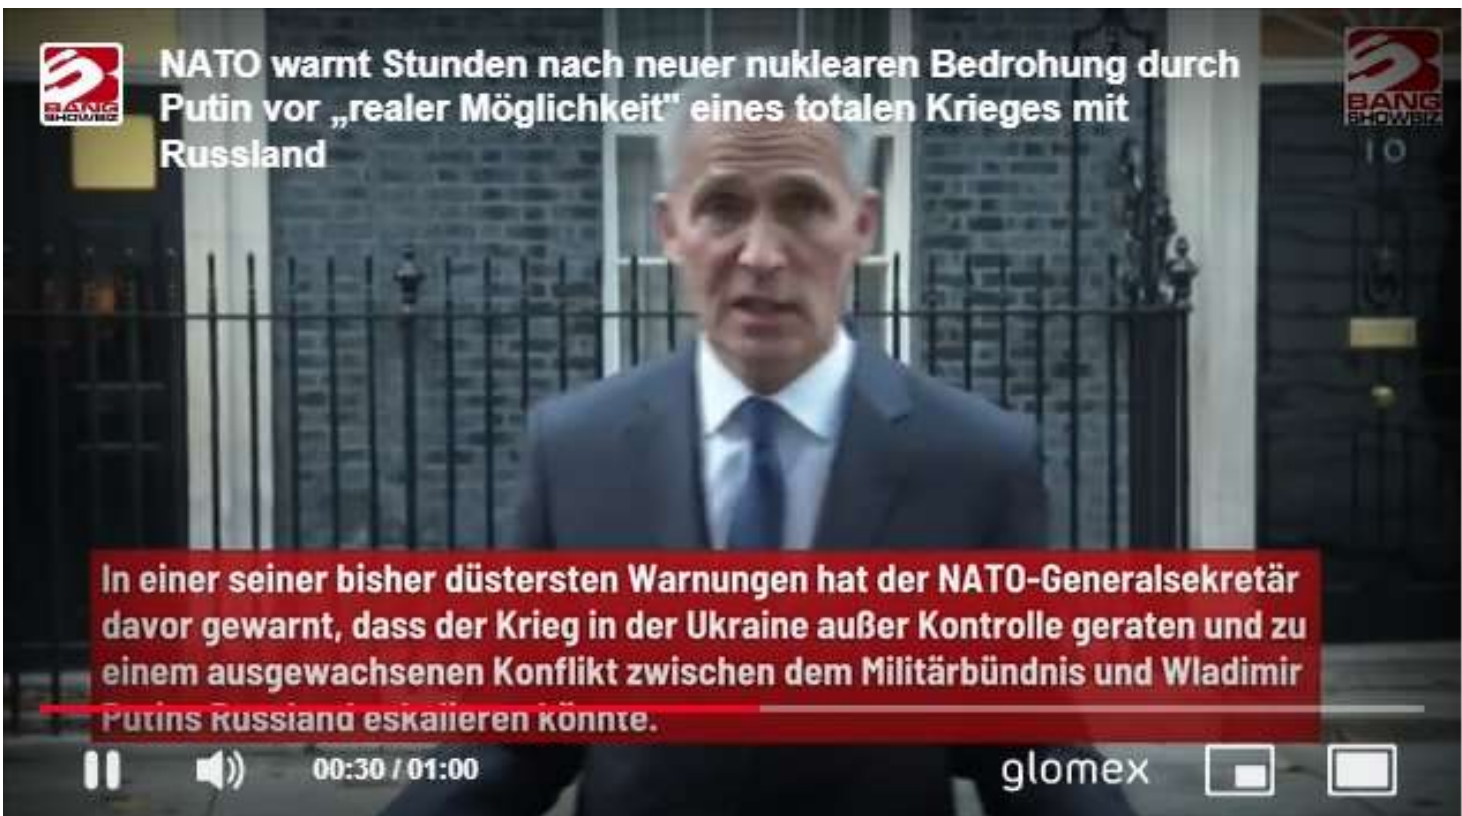 NATO warnt Stunden nach neuer nuklearen Bedrohung durch
Putin vor „realer Möglichkeit" eines totalen Krieges mit
Russland
BANG
SHOWBIZ
BANG
SHOWBIZ
10
In einer seiner bisher düstersten Warnungen hat der NATO-Generalsekretär
davor gewarnt, dass der Krieg in der Ukraine außer Kontrolle geraten und zu
einem ausgewachsenen Konflikt zwischen dem Militärbündnis und Wladimir
Putins Russland eskalieren könnte.
00:30 / 01:00
glomex